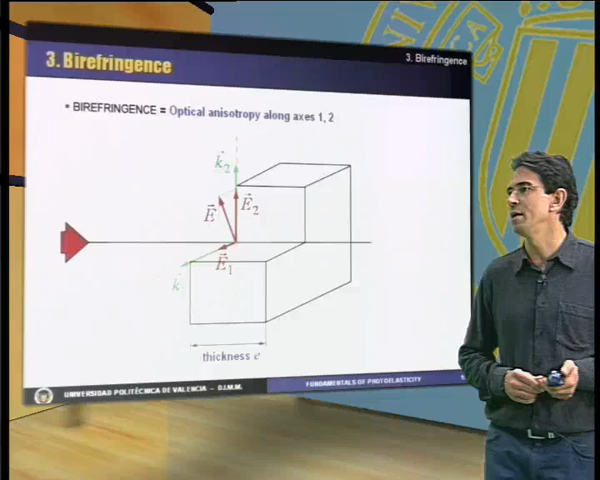 3. Birefringence
3. Birefringence
• BIREFRINGENCE = Optical anisotropy along axes 1, 2
k₂
E
E₂
E₁
k
thickness e'
UNIVERSIDAD POLITÉCNICA DE VALENCIA – D.I.M.M.
FUNDAMENTALS OF PHOTOELASTICITY